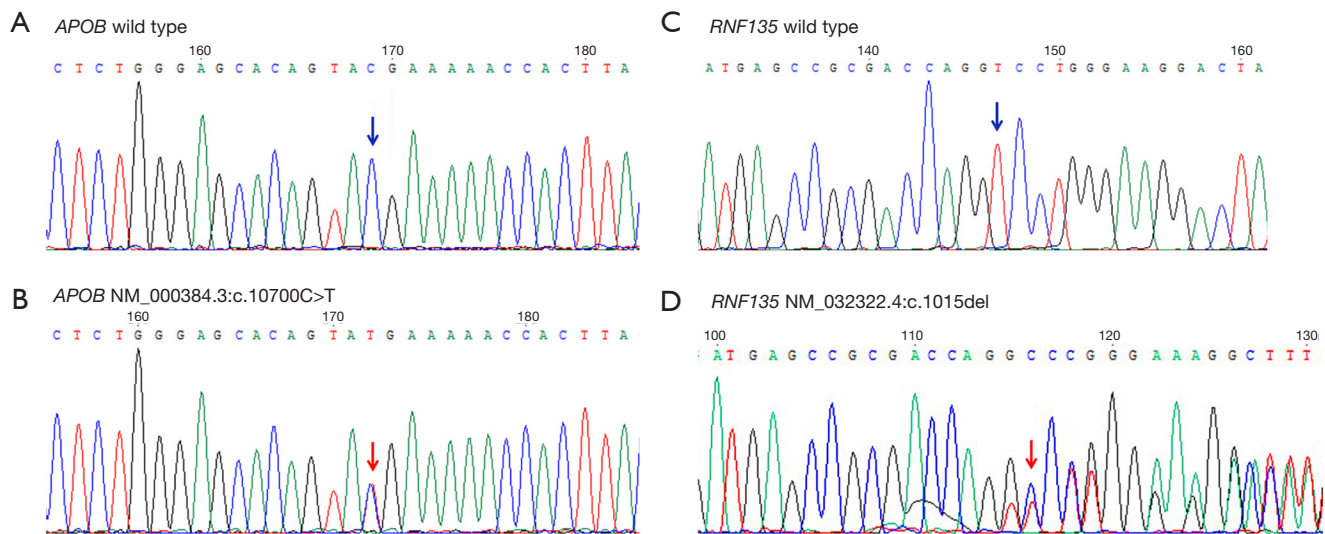 A APOB wild type
160 170 180
C T C T G G G A G C A C A G T A C G A A A A A C C A C T T A
B APOB NM_000384.3:c.10700C>T
160 170 180
C T C T G G G A G C A C A G T A T G A A A A A C C A C T T A
C RNF135 wild type
140 150 160
A T G A G C C G C G A C C A G G T C C T G G G A A G G A C T A
D RNF135 NM_032322.4:c.1015del
100 110 120 130
A T G A G C C G C G A C C A G G C C C G G G A A A G G C T T T